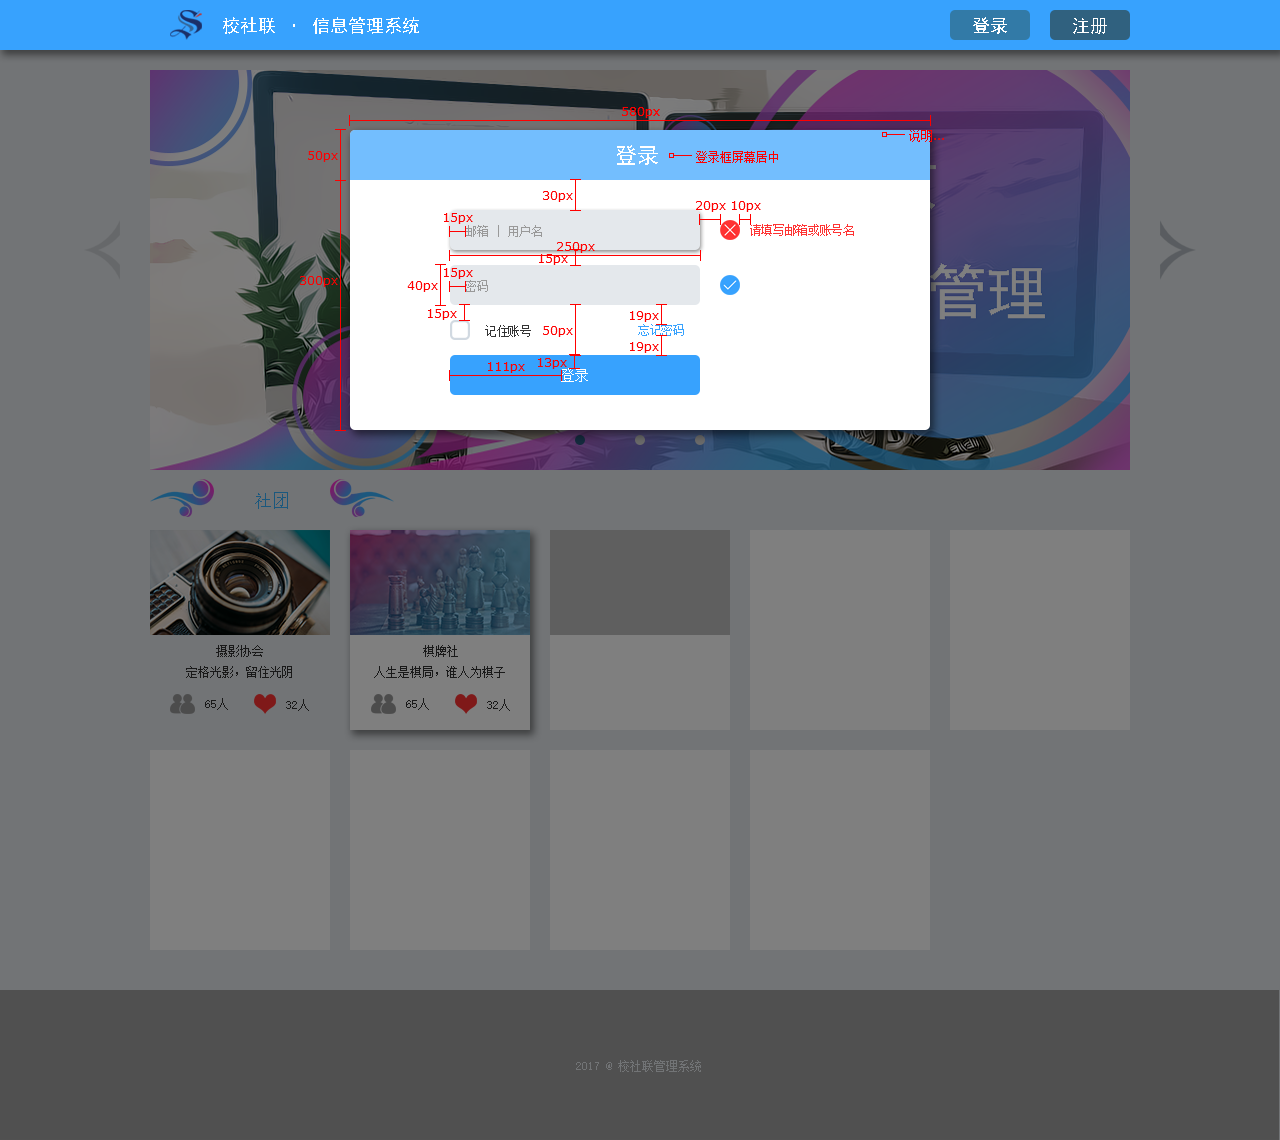 校社联 · 信息管理系统
登录
注册
580px
说明
50px
登录
登录框屏幕居中
30px
20px
10px
15px
邮箱 | 用户名
请填写邮箱或账号名
250px
15px
15px
密码
40px
300px
管理
15px
记住账号
50px
19px
忘记密码
19px
13px
111px
登录
社团
摄影协会
定格光影，留住光阴
65人
32人
棋牌社
人生是棋局，谁人为棋子
65人
32人
2017 @ 校社联管理系统